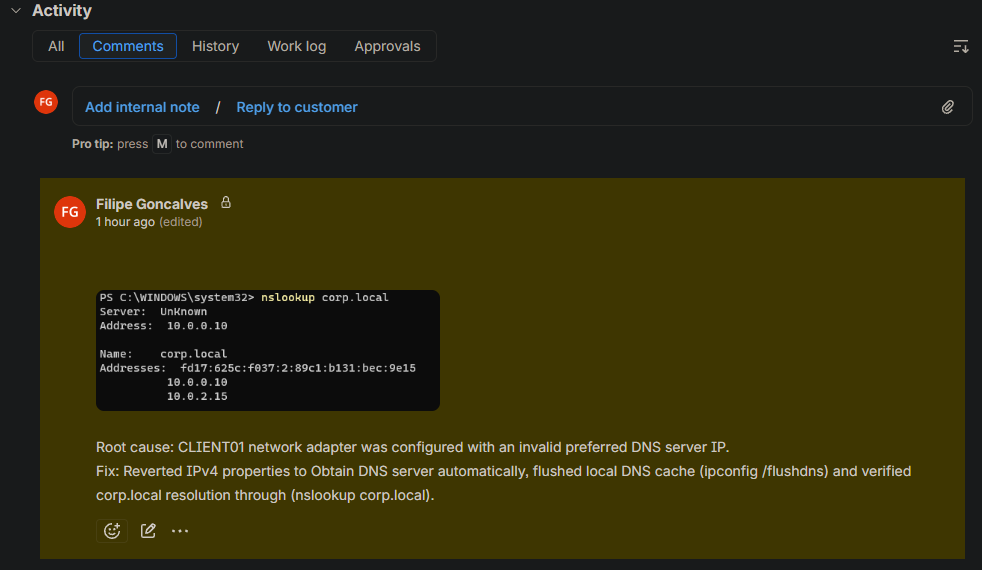 Activity
All Comments History Work log Approvals
FG Add internal note / Reply to customer
Pro tip: press M to comment
FG Filipe Goncalves
1 hour ago (edited)
PS C:\WINDOWS\system32> nslookup corp.local
Server:  UnKnown
Address:  10.0.0.10
Name:    corp.local
Addresses:  fd17:625c:f037:2:89c1:b131:bec:9e15
10.0.0.10
10.0.2.15
Root cause: CLIENT01 network adapter was configured with an invalid preferred DNS server IP.
Fix: Reverted IPv4 properties to Obtain DNS server automatically, flushed local DNS cache (ipconfig /flushdns) and verified
corp.local resolution through (nslookup corp.local).